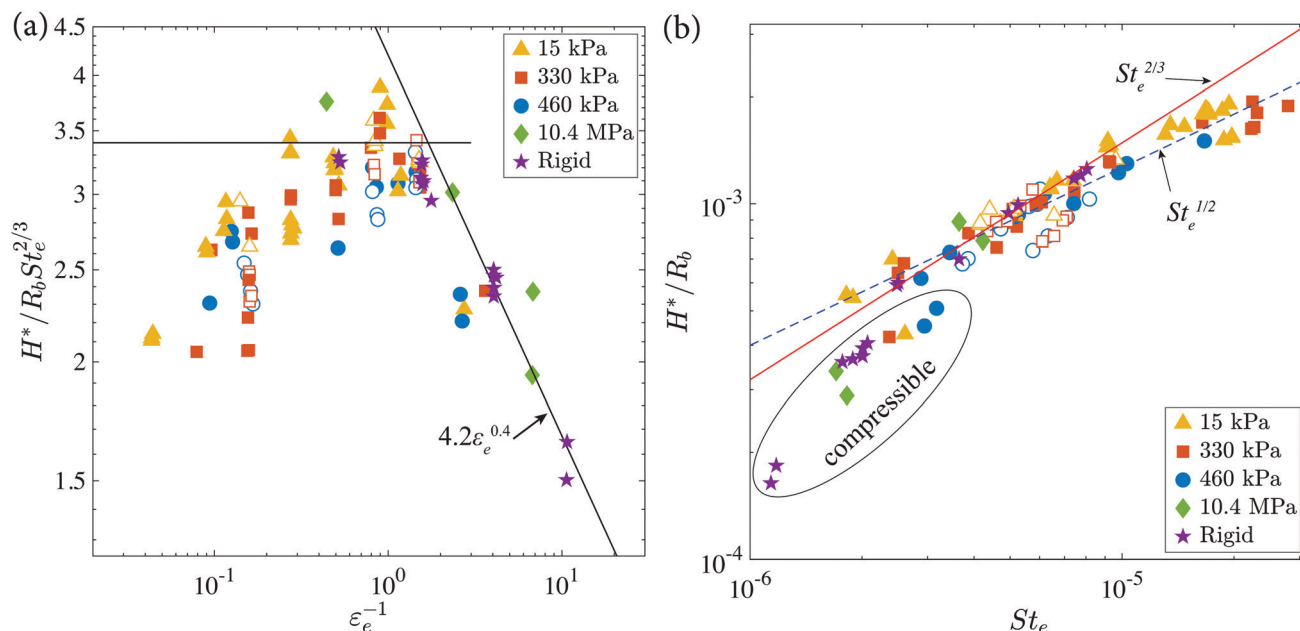 (a)
4.5
4
3.5
3
2.5
2
1.5
H*/R_bSt_e^{2/3}
15 kPa
330 kPa
460 kPa
10.4 MPa
Rigid
4.2ε_e^{0.4}
10^{-1}
10^0
10^1
ε_e^{-1}
(b)
10^{-3}
10^{-4}
H*/R_b
St_e^{2/3}
St_e^{1/2}
compressible
15 kPa
330 kPa
460 kPa
10.4 MPa
Rigid
10^{-6}
10^{-5}
St_e